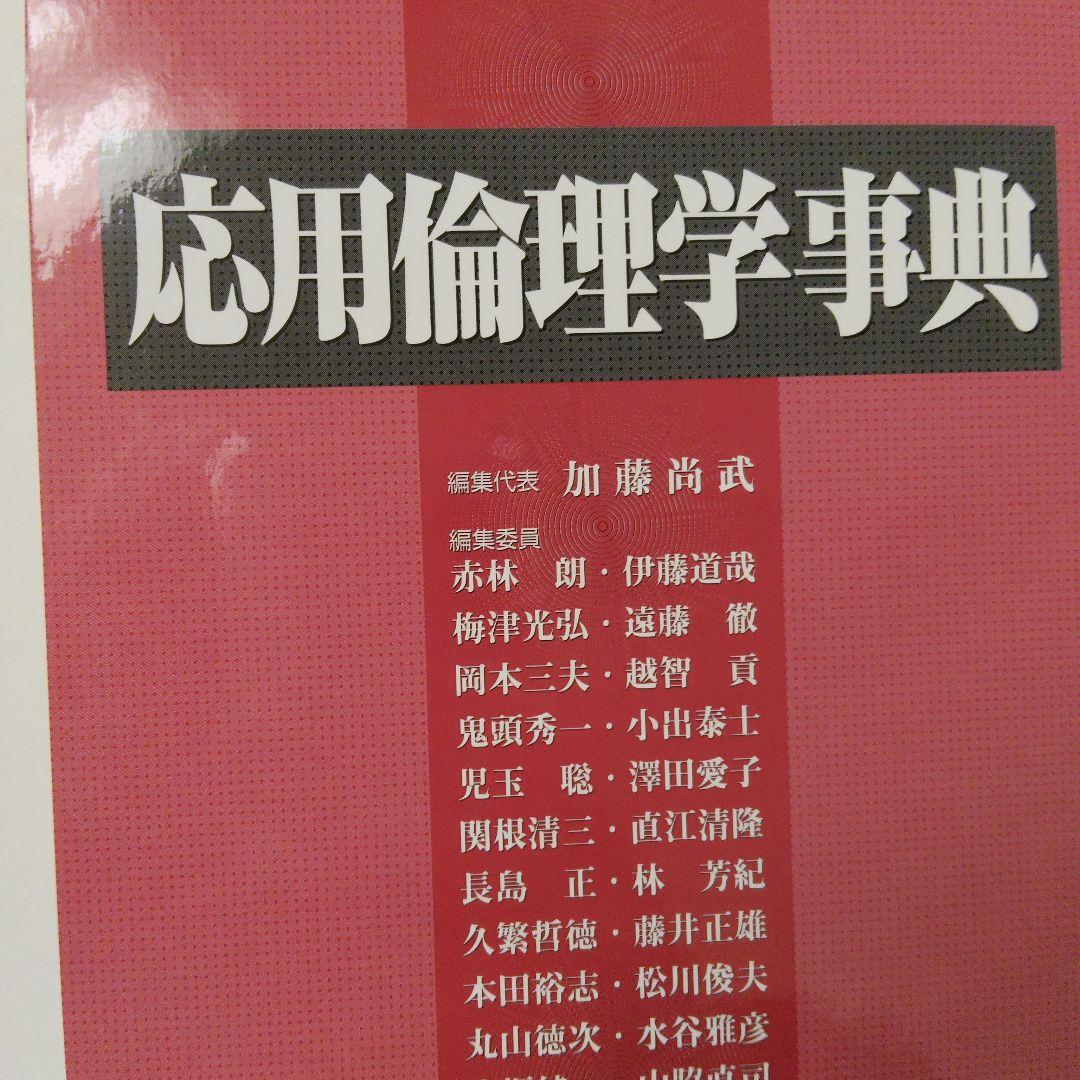 応用倫理学事典
編集代表 加藤尚武
編集委員
赤林 朗・伊藤道哉
梅津光弘・遠藤 徹
岡本三夫・越智 貢
鬼頭秀一・小出泰士
児玉 聡・澤田愛子
関根清三・直江清隆
長島 正・林 芳紀
久繁哲徳・藤井正雄
本田裕志・松川俊夫
丸山徳次・水谷雅彦
山脇直司